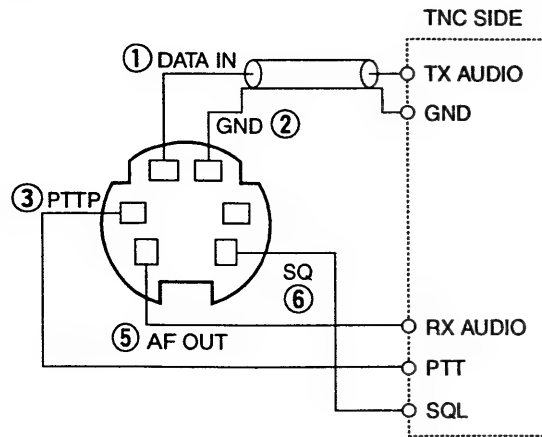 TNC SIDE
① DATA IN
TX AUDIO
GND ②
GND
③ PTTP
SQ
⑥
⑤ AF OUT
RX AUDIO
PTT
SQL